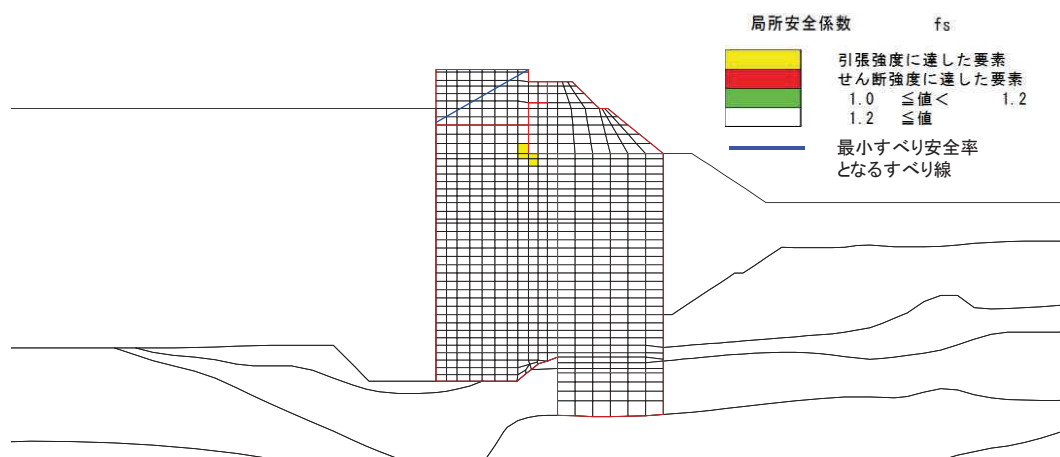 局所安全係数 fs
引張強度に達した要素
せん断強度に達した要素
1.0 ≦値< 1.2
1.2 ≦値
最小すべり安全率
となるすべり線